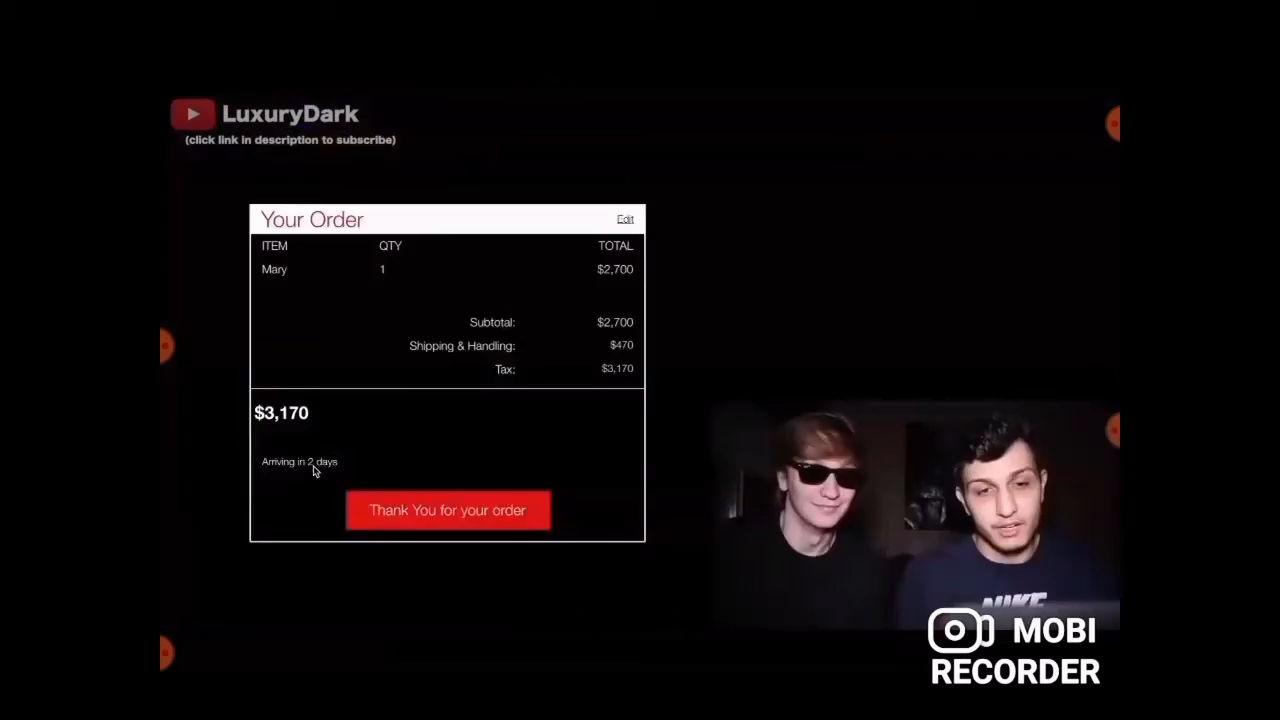 LuxuryDark
(click link in description to subscribe)
Your Order Edit
ITEM QTY TOTAL
Mary 1 $2,700
Subtotal: $2,700
Shipping & Handling: $470
Tax: $3,170
$3,170
Arriving in 2 days
Thank You for your order
NIKE
MOBI
RECORDER